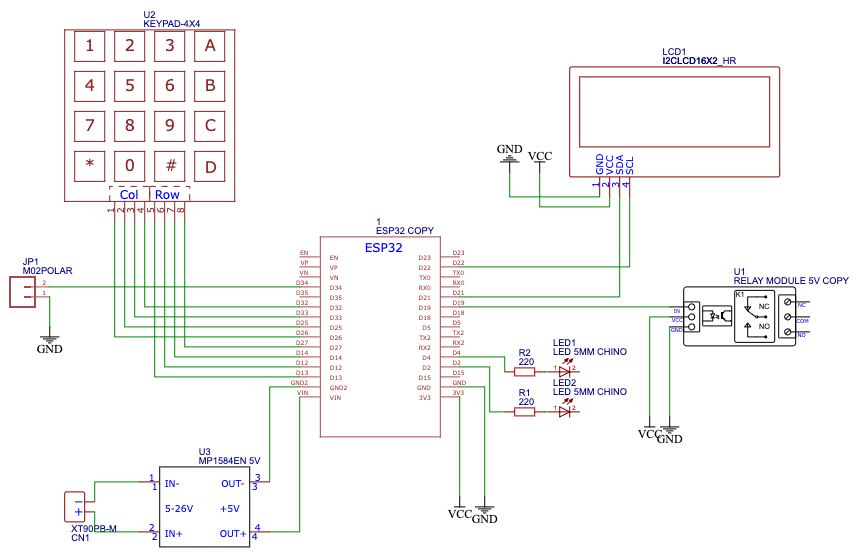 U2
KEYPAD-4X4
1 2 3 A
4 5 6 B
7 8 9 C
* 0 # D
Col Row
1 2 3 4 5 6 7 8
LCD1
I2CLCD16X2_HR
GND VCC SDA SCL
1 2 3 4
GND
VCC
1
ESP32 COPY
ESP32
EN EN D23 D23
VP VP D22 D22
VN VN TX0 TX0
D34 D34 RX0 RX0
D35 D35 D21 D21
D32 D32 D19 D19
D33 D33 D18 D18
D25 D25 D5 D5
D26 D26 TX2 TX2
D27 D27 RX2 RX2
D14 D14 D4 D4
D12 D12 D2 D2
D13 D13 D15 D15
GND2 GND2 GND GND
VIN VIN 3V3 3V3
JP1
M02POLAR
2
1
GND
U1
RELAY MODULE 5V COPY
K1
NC
NO
IN
VCC
GND
NC
COM
NO
VCC
GND
R2
220
LED1
LED 5MM CHINO
1 2
R1
220
LED2
LED 5MM CHINO
1 2
VCC
GND
U3
MP1584EN 5V
1 IN- OUT- 3
1 3
5-26V +5V
2 IN+ OUT+ 4
2 4
-
+
XT90PB-M
CN1